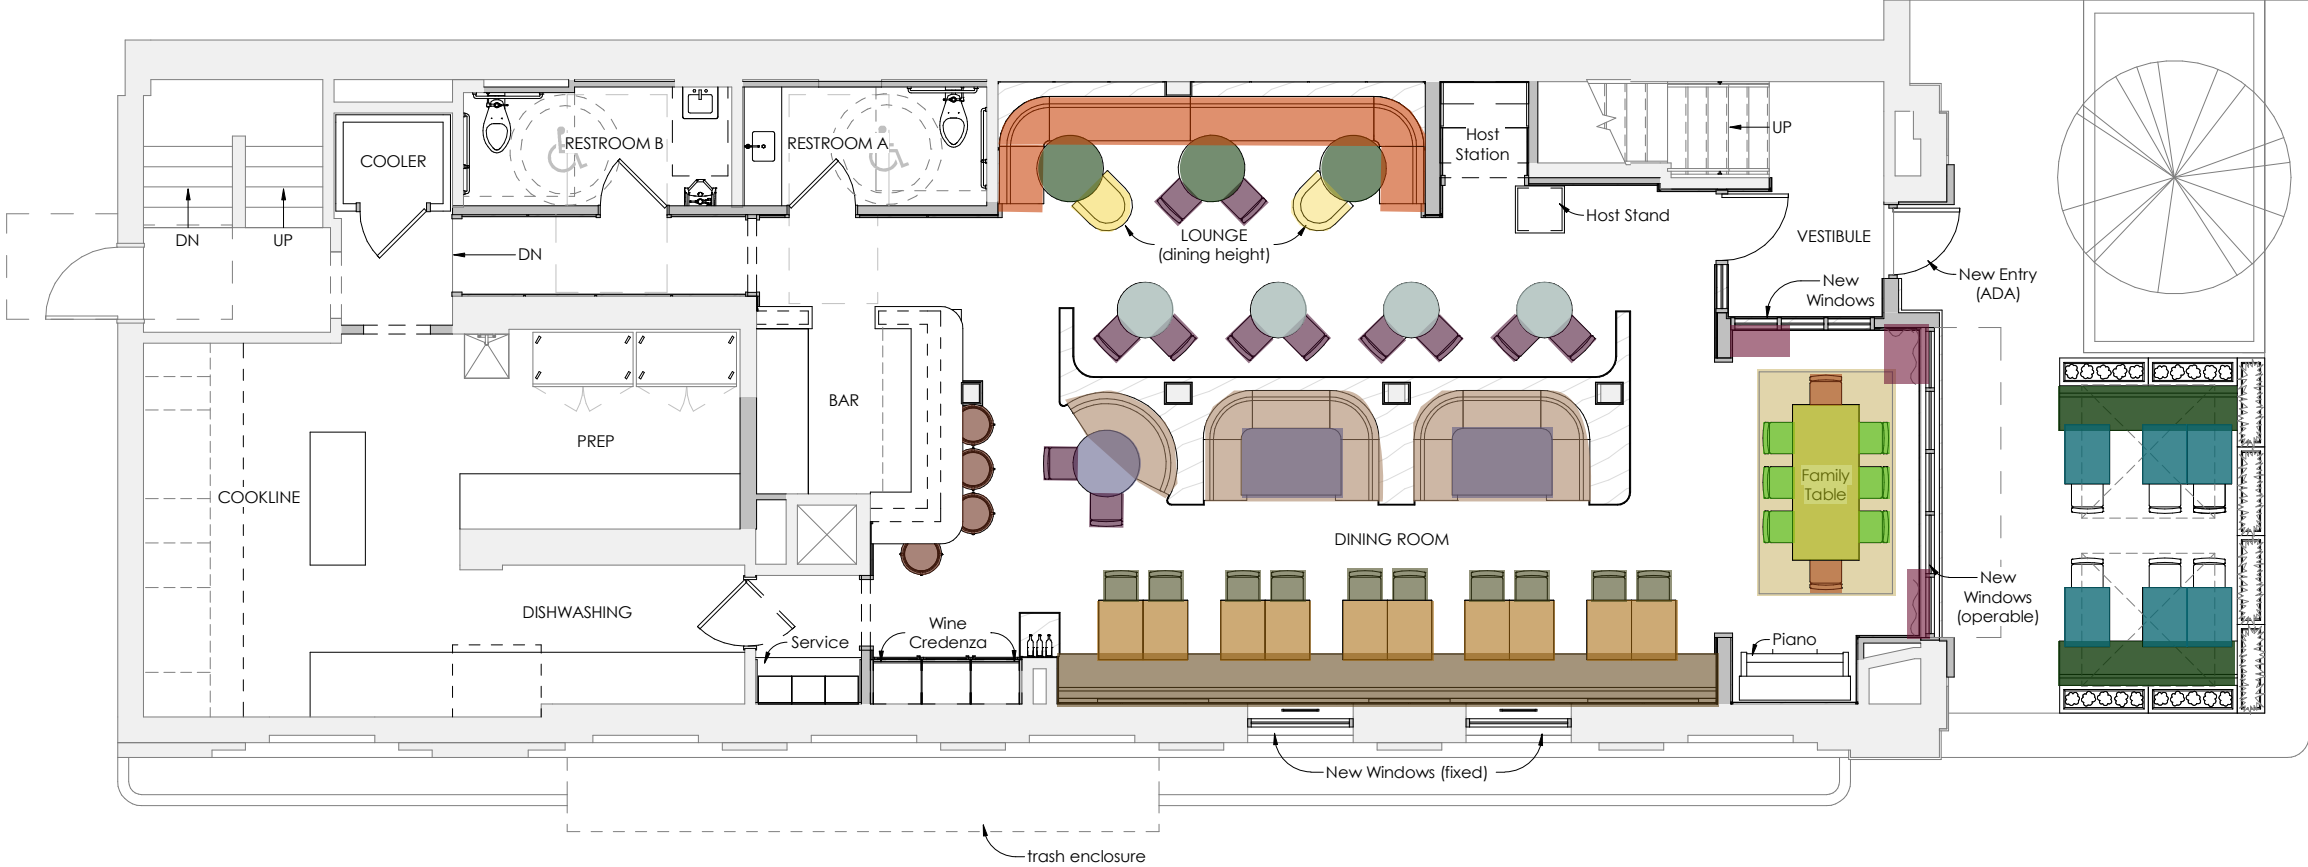 RESTROOM B
RESTROOM A
COOLER
Host
Station
UP
Host Stand
DN
UP
DN
LOUNGE
(dining height)
VESTIBULE
New
Windows
New Entry
(ADA)
BAR
PREP
COOKLINE
Family
Table
DINING ROOM
DISHWASHING
Service
Wine
Credenza
Piano
New
Windows
(operable)
New Windows (fixed)
trash enclosure